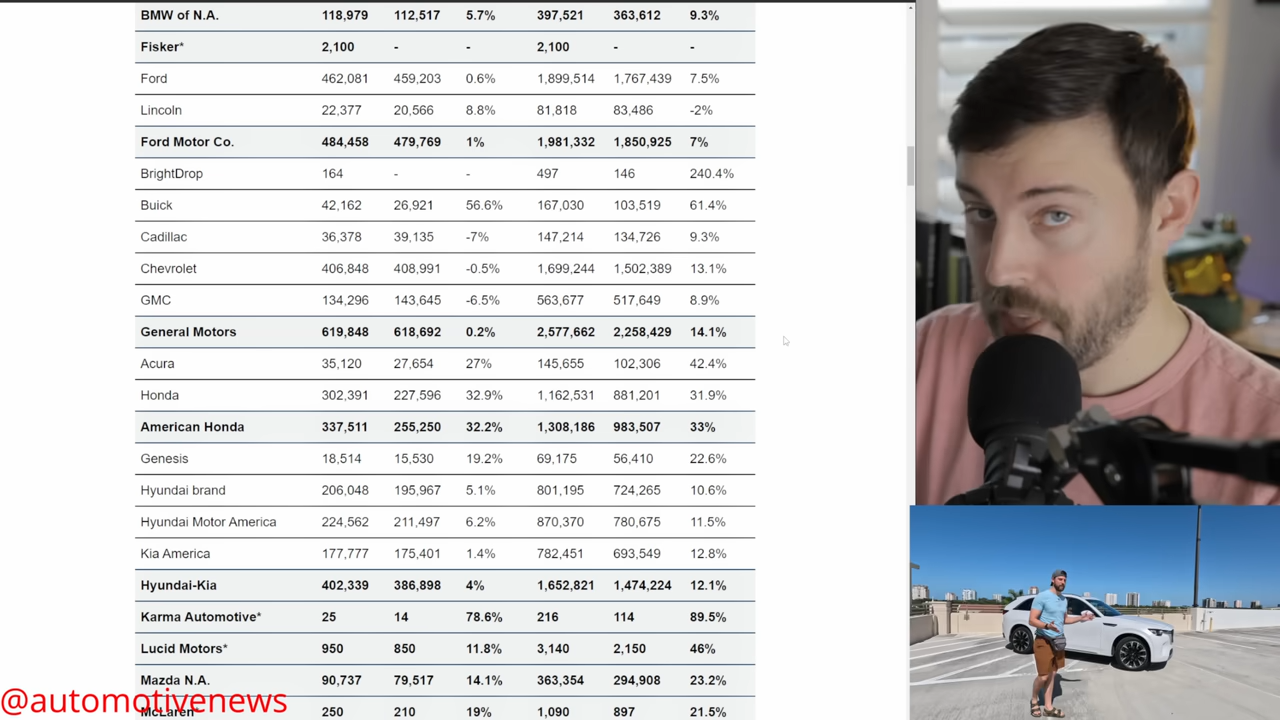 BMW of N.A. 118,979 112,517 5.7% 397,521 363,612 9.3%
Fisker* 2,100 - - 2,100 - -
Ford 462,081 459,203 0.6% 1,899,514 1,767,439 7.5%
Lincoln 22,377 20,566 8.8% 81,818 83,486 -2%
Ford Motor Co. 484,458 479,769 1% 1,981,332 1,850,925 7%
BrightDrop 164 - - 497 146 240.4%
Buick 42,162 26,921 56.6% 167,030 103,519 61.4%
Cadillac 36,378 39,135 -7% 147,214 134,726 9.3%
Chevrolet 406,848 408,991 -0.5% 1,699,244 1,502,389 13.1%
GMC 134,296 143,645 -6.5% 563,677 517,649 8.9%
General Motors 619,848 618,692 0.2% 2,577,662 2,258,429 14.1%
Acura 35,120 27,654 27% 145,655 102,306 42.4%
Honda 302,391 227,596 32.9% 1,162,531 881,201 31.9%
American Honda 337,511 255,250 32.2% 1,308,186 983,507 33%
Genesis 18,514 15,530 19.2% 69,175 56,410 22.6%
Hyundai brand 206,048 195,967 5.1% 801,195 724,265 10.6%
Hyundai Motor America 224,562 211,497 6.2% 870,370 780,675 11.5%
Kia America 177,777 175,401 1.4% 782,451 693,549 12.8%
Hyundai-Kia 402,339 386,898 4% 1,652,821 1,474,224 12.1%
Karma Automotive* 25 14 78.6% 216 114 89.5%
Lucid Motors* 950 850 11.8% 3,140 2,150 46%
Mazda N.A. 90,737 79,517 14.1% 363,354 294,908 23.2%
@automotivenews
McLaren* 250 210 19% 1,090 897 21.5%